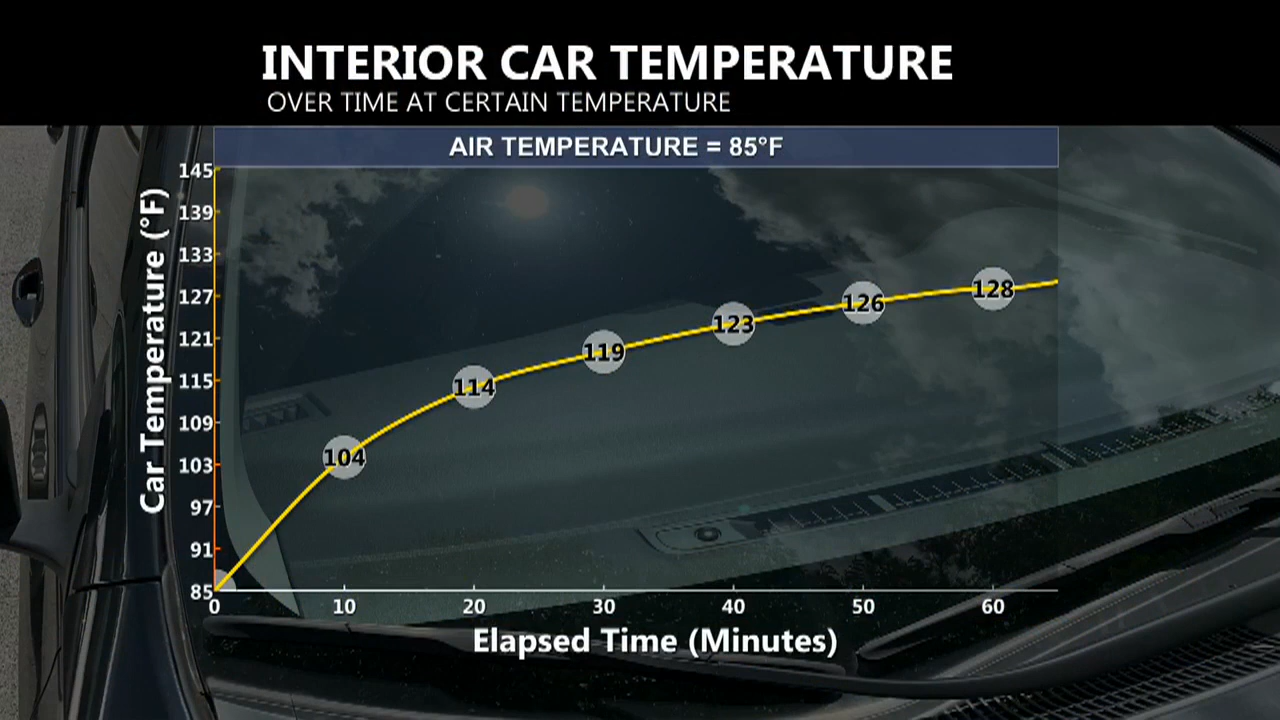 INTERIOR CAR TEMPERATURE
OVER TIME AT CERTAIN TEMPERATURE
AIR TEMPERATURE = 85°F
Car Temperature (°F)
145
139
133
127
121
115
109
103
97
91
85
104
114
119
123
126
128
0 10 20 30 40 50 60
Elapsed Time (Minutes)